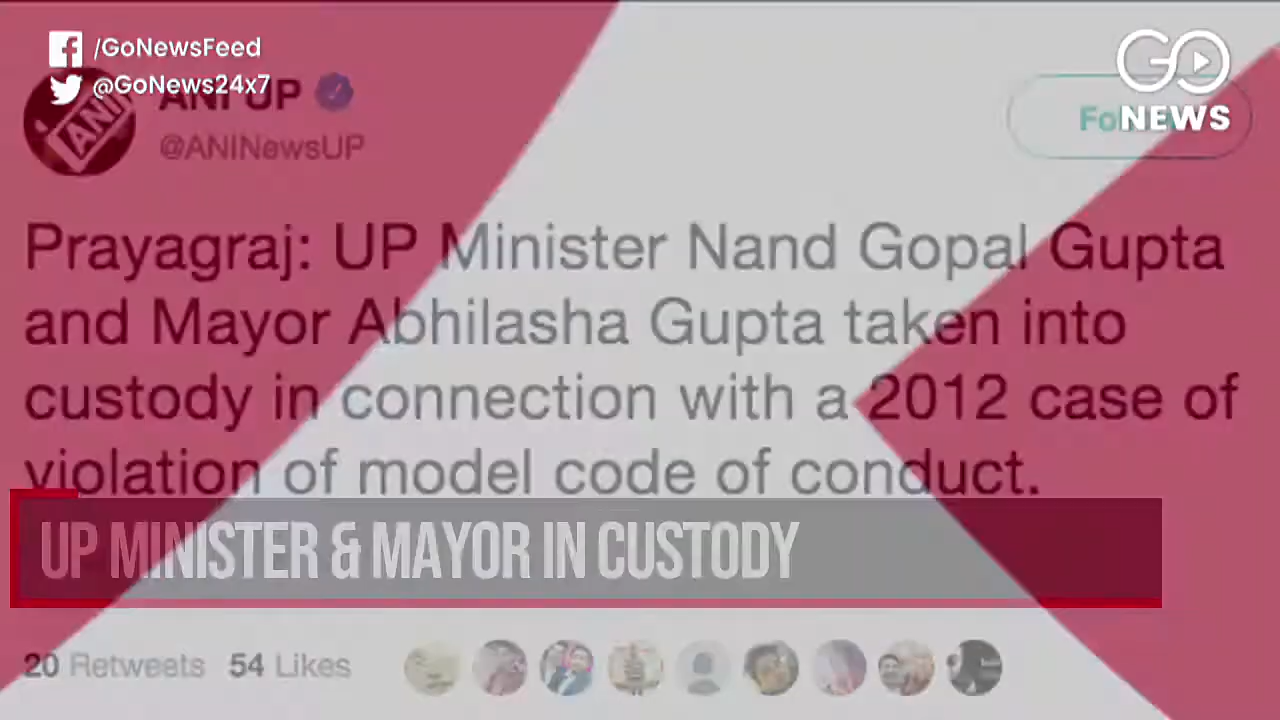 /GoNewsFeed
@GoNews24x7
GO
NEWS
ANI UP
ANI
@ANINewsUP
Prayagraj: UP Minister Nand Gopal Gupta
and Mayor Abhilasha Gupta taken into
custody in connection with a 2012 case of
violation of model code of conduct.
UP MINISTER & MAYOR IN CUSTODY
20 Retweets 54 Likes